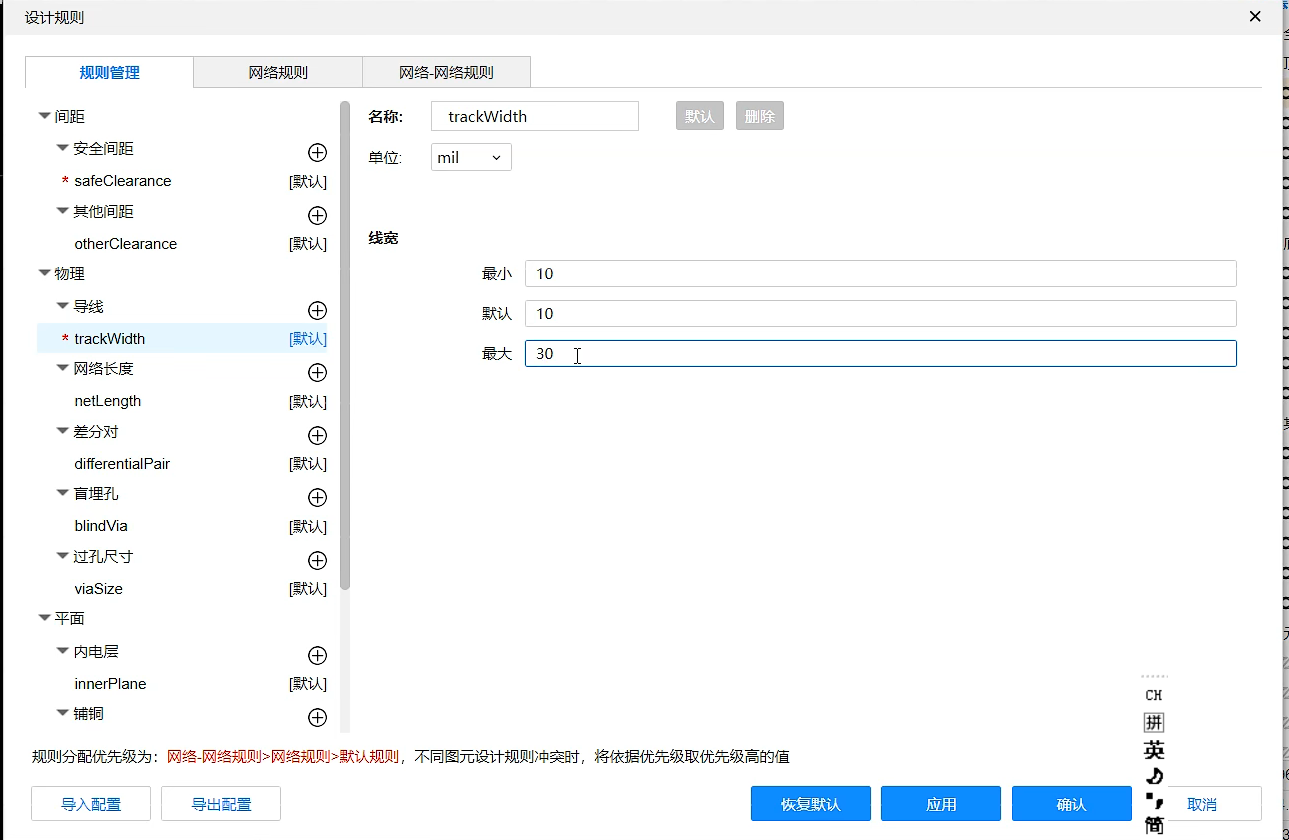 设计规则
规则管理 网络规则 网络-网络规则
间距
安全间距
* safeClearance [默认]
其他间距
otherClearance [默认]
物理
导线
* trackWidth [默认]
网络长度
netLength [默认]
差分对
differentialPair [默认]
盲埋孔
blindVia [默认]
过孔尺寸
viaSize [默认]
平面
内电层
innerPlane [默认]
铺铜
名称: trackWidth 默认 删除
单位: mil
线宽
最小 10
默认 10
最大 30
规则分配优先级为：网络-网络规则>网络规则>默认规则，不同图元设计规则冲突时，将依据优先级取优先级高的值
导入配置 导出配置 恢复默认 应用 确认 取消
CH
拼
英
简